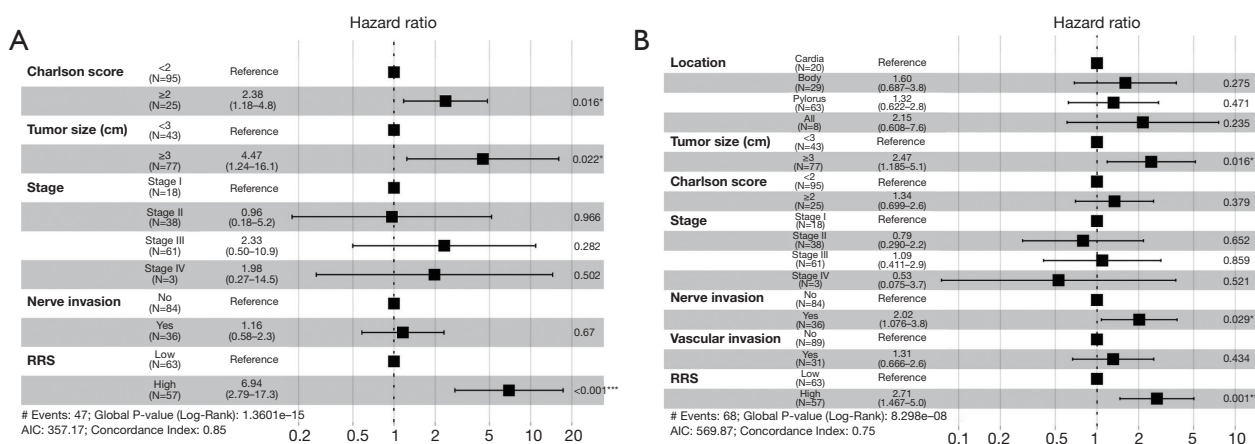 A
Hazard ratio
Charlson score <2 (N=95) Reference
≥2 (N=25) 2.38 (1.18–4.8) 0.016*
Tumor size (cm) <3 (N=43) Reference
≥3 (N=77) 4.47 (1.24–16.1) 0.022*
Stage Stage I (N=18) Reference
Stage II (N=38) 0.96 (0.18–5.2) 0.966
Stage III (N=61) 2.33 (0.50–10.9) 0.282
Stage IV (N=3) 1.98 (0.27–14.5) 0.502
Nerve invasion No (N=84) Reference
Yes (N=36) 1.16 (0.58–2.3) 0.67
RRS Low (N=63) Reference
High (N=57) 6.94 (2.79–17.3) <0.001***
# Events: 47; Global P-value (Log-Rank): 1.3601e–15
AIC: 357.17; Concordance Index: 0.85
0.2 0.5 1 2 5 10 20
B
Hazard ratio
Location Cardia (N=20) Reference
Body (N=29) 1.60 (0.687–3.8) 0.275
Pylorus (N=63) 1.32 (0.622–2.8) 0.471
All (N=8) 2.15 (0.608–7.6) 0.235
Tumor size (cm) <3 (N=43) Reference
≥3 (N=77) 2.47 (1.185–5.1) 0.016*
Charlson score <2 (N=95) Reference
≥2 (N=25) 1.34 (0.699–2.6) 0.379
Stage Stage I (N=18) Reference
Stage II (N=38) 0.79 (0.290–2.2) 0.652
Stage III (N=61) 1.09 (0.411–2.9) 0.859
Stage IV (N=3) 0.53 (0.075–3.7) 0.521
Nerve invasion No (N=84) Reference
Yes (N=36) 2.02 (1.076–3.8) 0.029*
Vascular invasion No (N=89) Reference
Yes (N=31) 1.31 (0.666–2.6) 0.434
RRS Low (N=63) Reference
High (N=57) 2.71 (1.467–5.0) 0.001**
# Events: 68; Global P-value (Log-Rank): 8.298e–08
AIC: 569.87; Concordance Index: 0.75
0.1 0.2 0.5 1 2 5 10